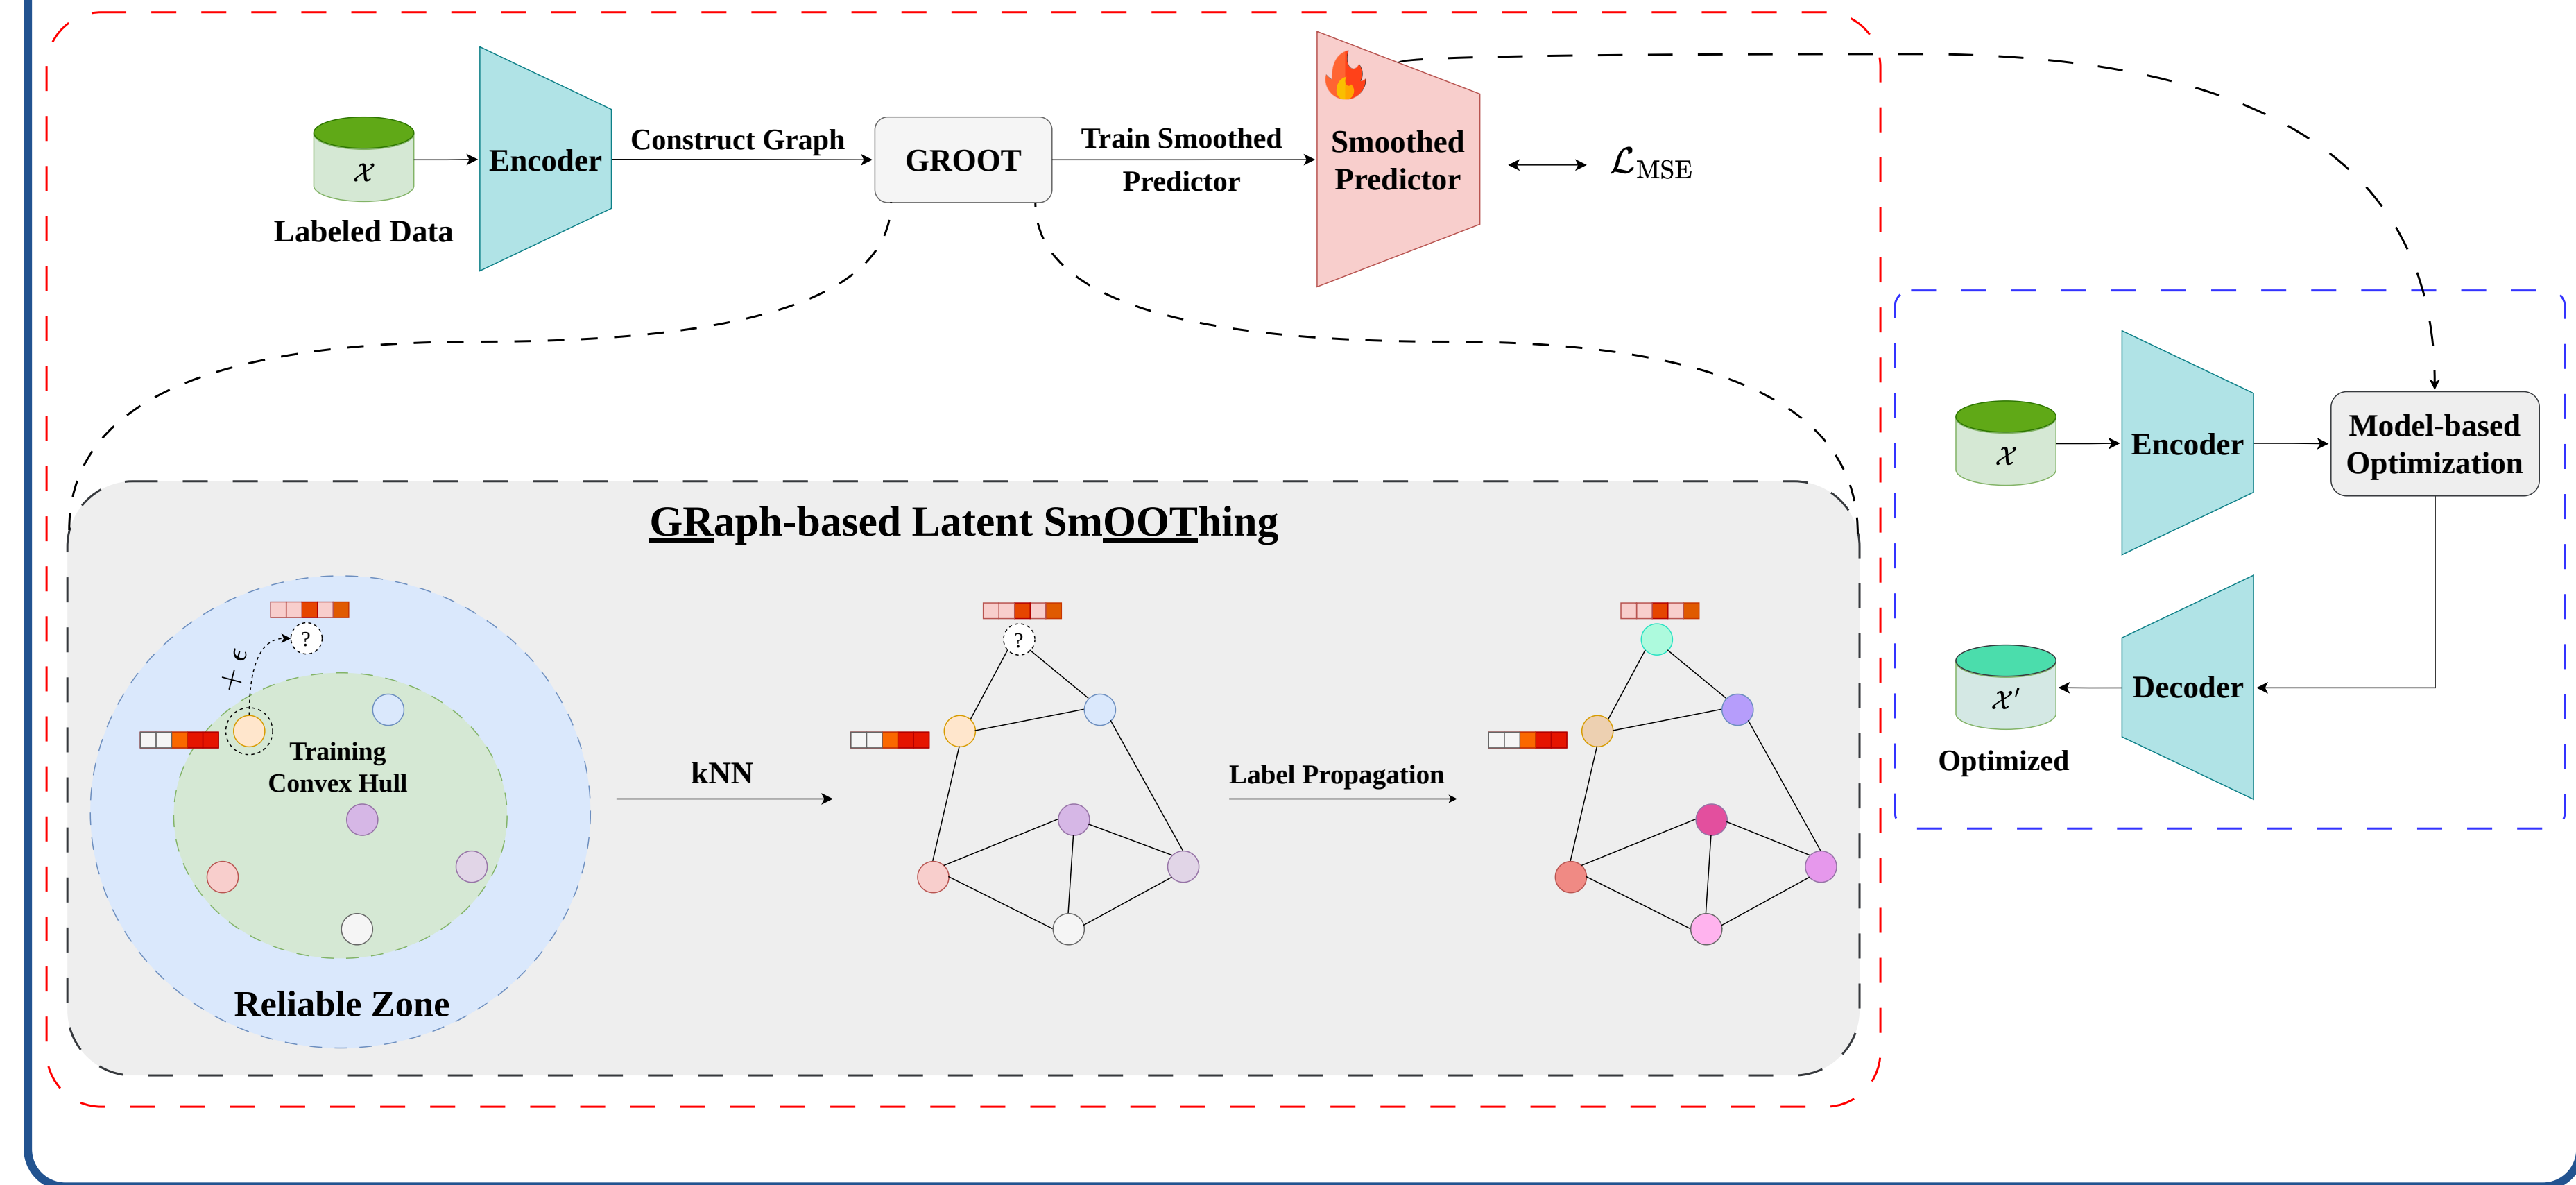 𝓧
Labeled Data
Encoder
Construct Graph
GROOT
Train Smoothed
Predictor
Smoothed
Predictor
𝓛MSE
GRaph-based Latent SmOOThing
?
+ ϵ
Training
Convex Hull
Reliable Zone
kNN
?
Label Propagation
𝓧
Encoder
Model-based
Optimization
𝓧′
Optimized
Decoder